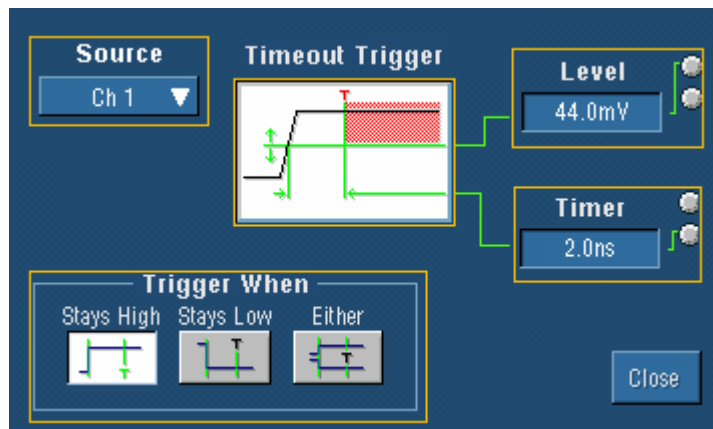 Source
Ch 1
Timeout Trigger
T
Level
44.0mV
Timer
2.0ns
Trigger When
Stays High Stays Low Either
T T T
Close